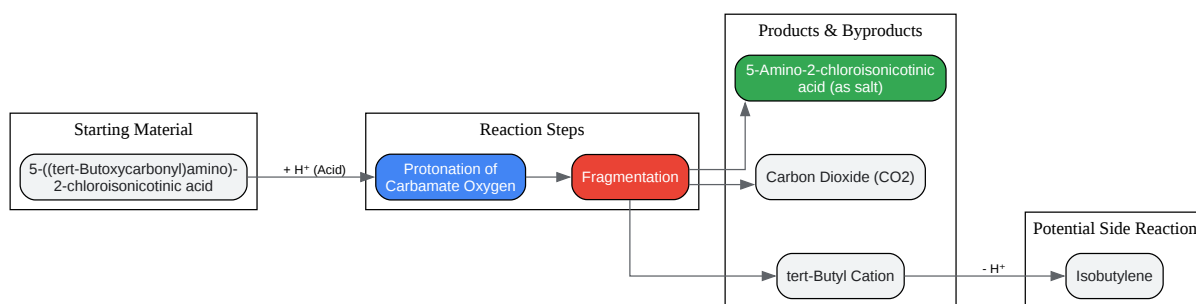 Products & Byproducts
5-Amino-2-chloroisonicotinic
acid (as salt)
Starting Material
Reaction Steps
5-((tert-Butoxycarbonyl)amino)-
2-chloroisonicotinic acid
+ H⁺ (Acid)
Protonation of
Carbamate Oxygen
Fragmentation
Carbon Dioxide (CO2)
Potential Side Reaction
tert-Butyl Cation
- H⁺
Isobutylene